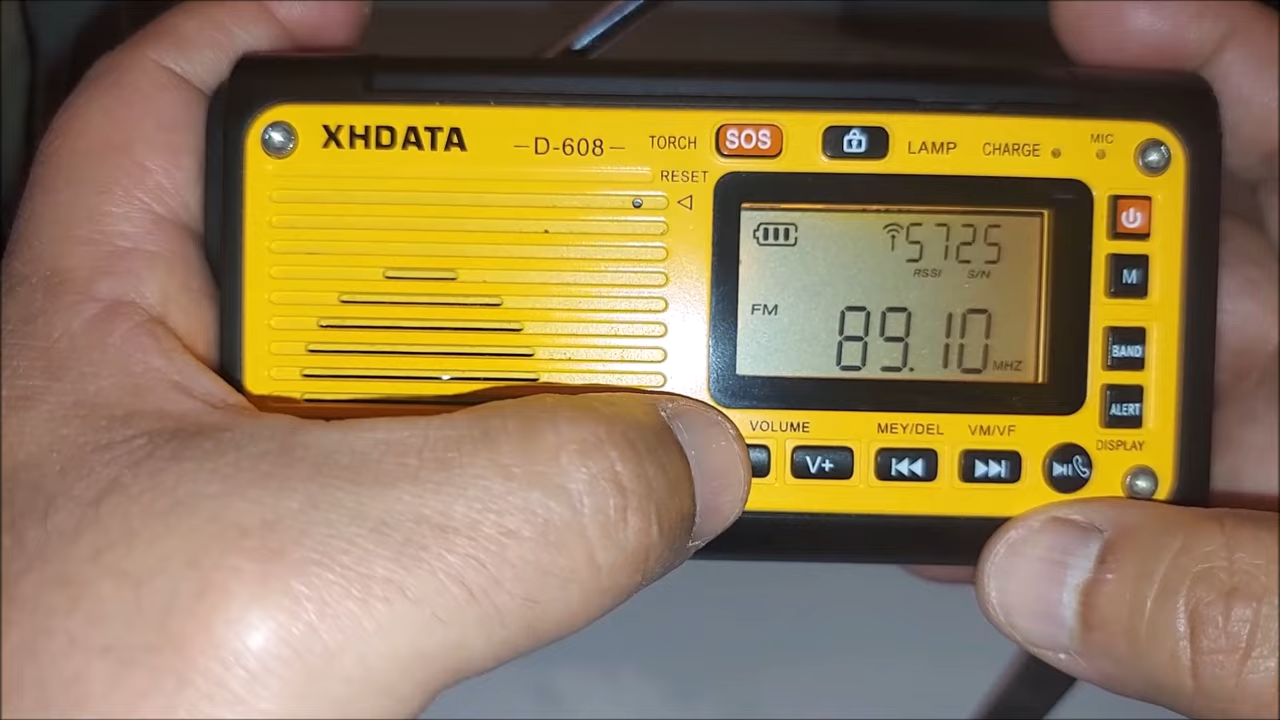 XHDATA
-D-608-
TORCH
SOS
LAMP
CHARGE
MIC
RESET
5725
RSSI S/N
FM
89.10
MHZ
M
BAND
ALERT
VOLUME
MEY/DEL
VM/VF
DISPLAY
V+